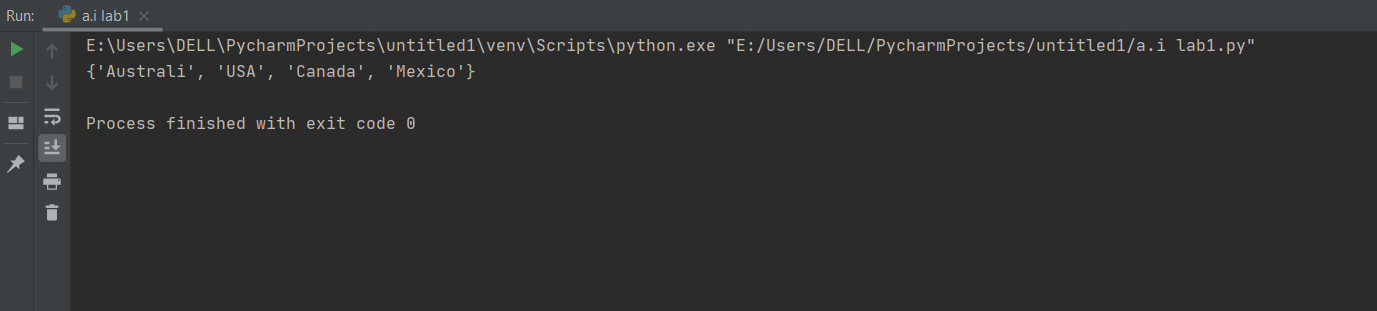 Run: a.i lab1
E:\Users\DELL\PycharmProjects\untitled1\venv\Scripts\python.exe "E:/Users/DELL/PycharmProjects/untitled1/a.i lab1.py"
{'Australi', 'USA', 'Canada', 'Mexico'}
Process finished with exit code 0